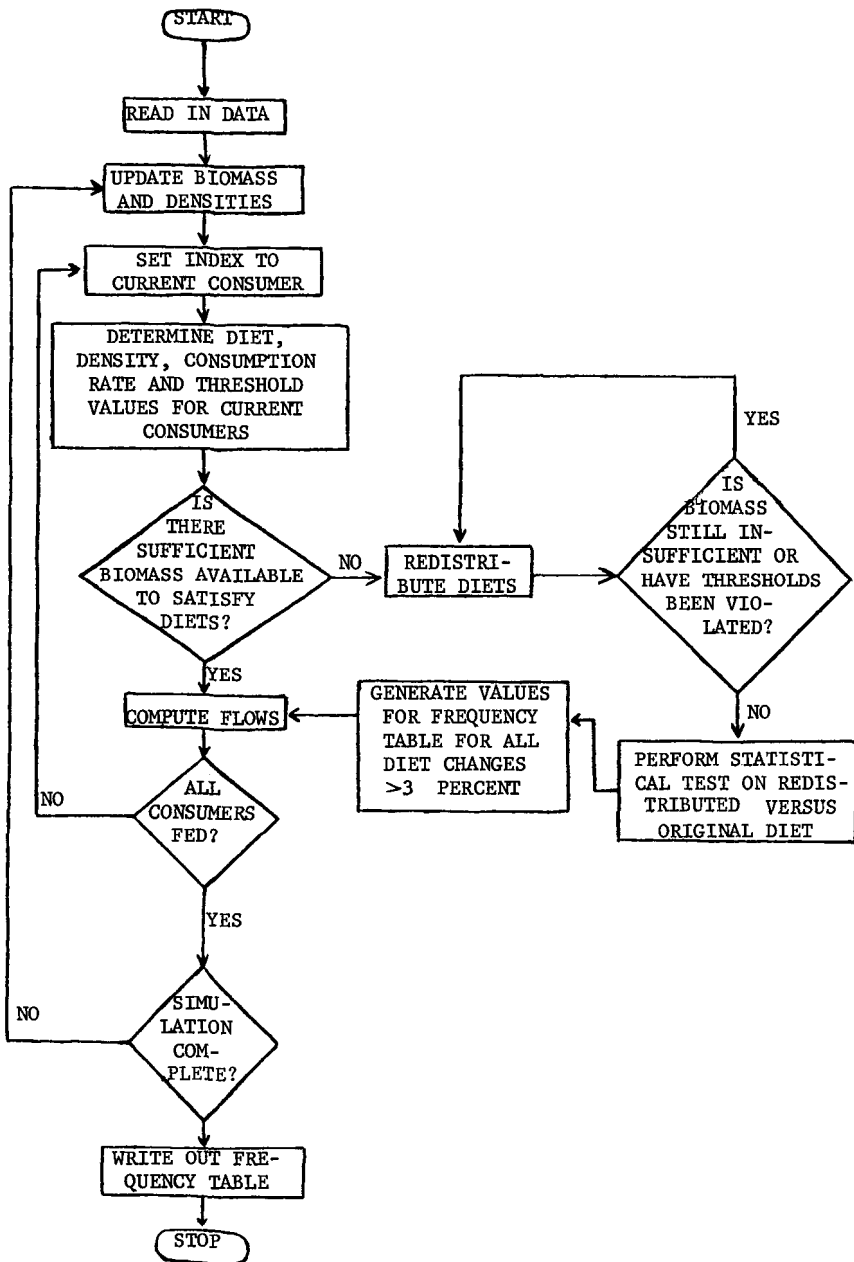 START
READ IN DATA
UPDATE BIOMASS
AND DENSITIES
SET INDEX TO
CURRENT CONSUMER
DETERMINE DIET,
DENSITY, CONSUMPTION
RATE AND THRESHOLD
VALUES FOR CURRENT
CONSUMERS
IS
THERE
SUFFICIENT
BIOMASS AVAILABLE
TO SATISFY
DIETS?
NO
REDISTRI-
BUTE DIETS
YES
IS
BIOMASS
STILL IN-
SUFFICIENT OR
HAVE THRESHOLDS
BEEN VIO-
LATED?
NO
PERFORM STATISTI-
CAL TEST ON REDIS-
TRIBUTED VERSUS
ORIGINAL DIET
GENERATE VALUES
FOR FREQUENCY
TABLE FOR ALL
DIET CHANGES
>3 PERCENT
YES
COMPUTE FLOWS
ALL
CONSUMERS
FED?
NO
YES
SIMU-
LATION
COM-
PLETE?
NO
WRITE OUT FRE-
QUENCY TABLE
STOP